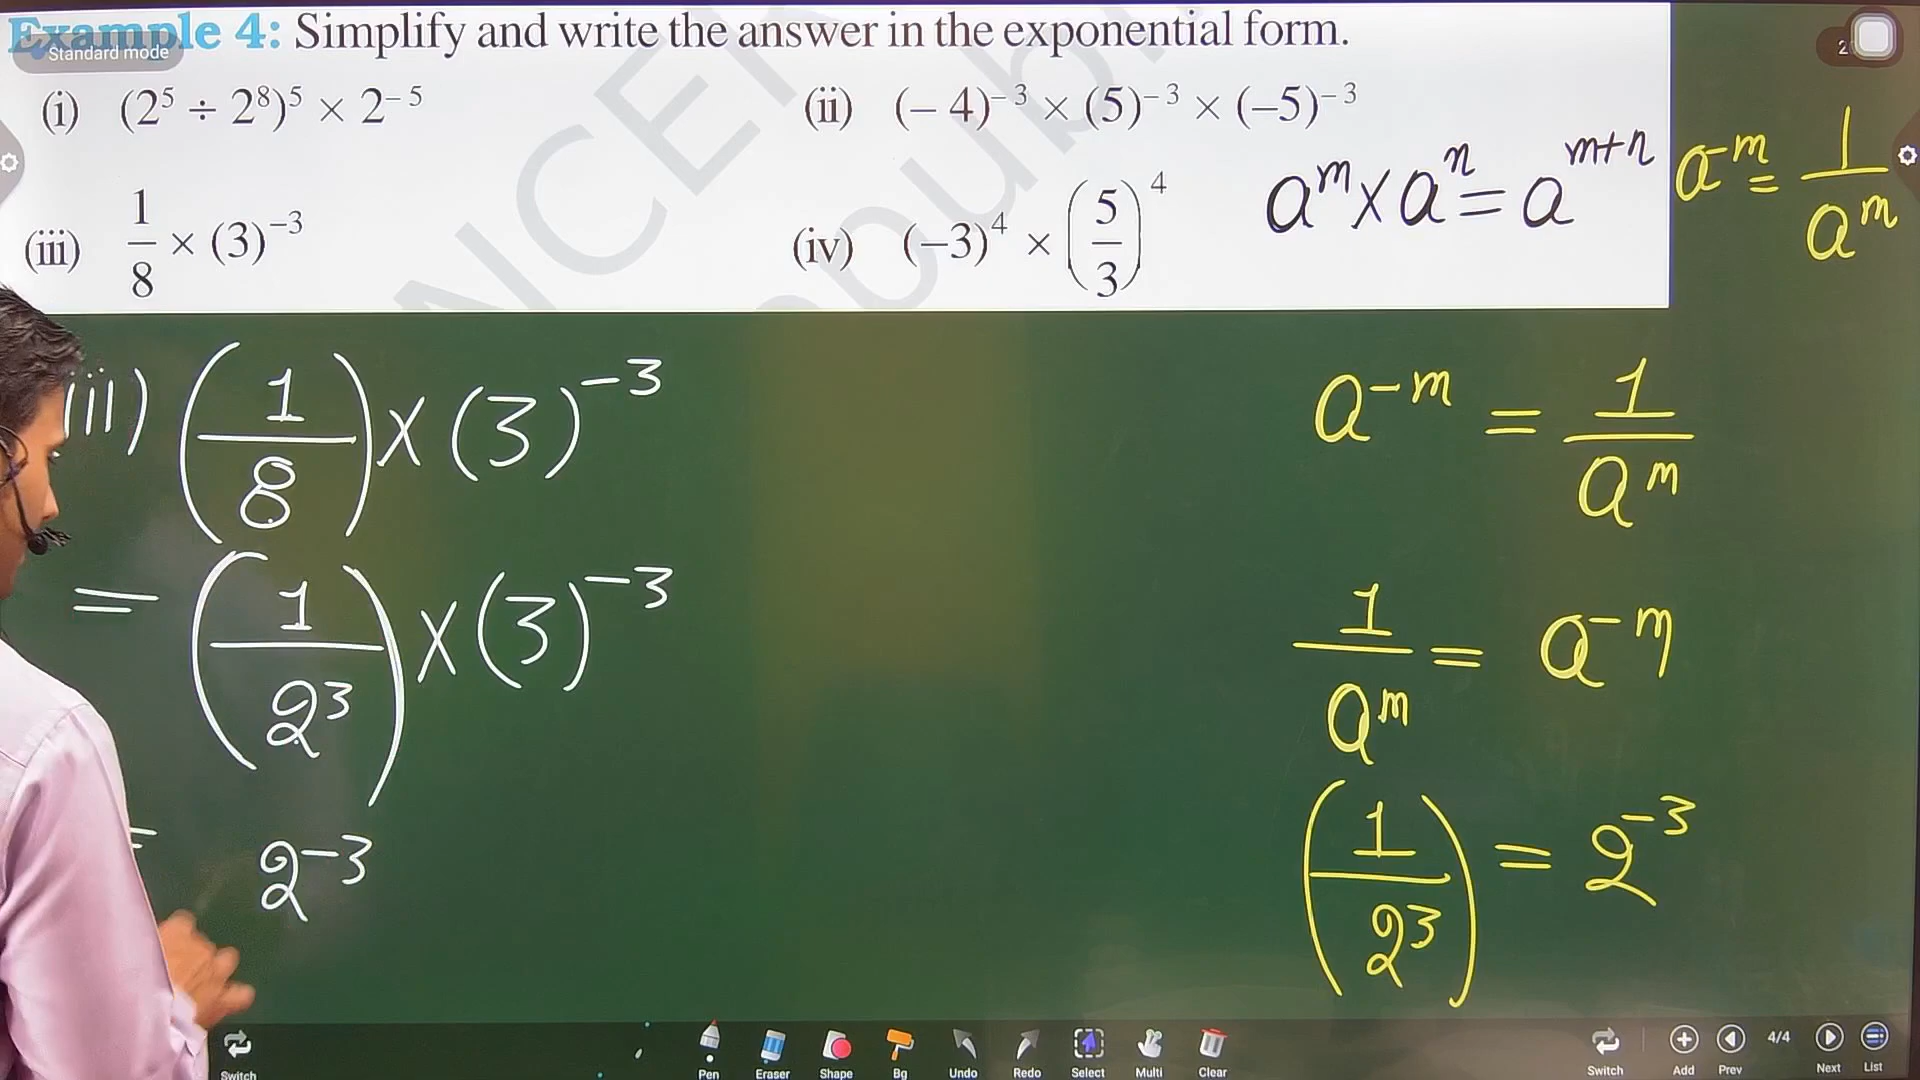 Example 4: Simplify and write the answer in the exponential form.
Standard mode
(i) (2⁵ ÷ 2⁸)⁵ × 2⁻⁵
(ii) (– 4)⁻³ × (5)⁻³ × (–5)⁻³
(iii) 1/8 × (3)⁻³
(iv) (–3)⁴ × (5/3)⁴
aᵐ × aⁿ = aᵐ⁺ⁿ
a⁻ᵐ = 1/aᵐ
iii) (1/8) × (3)⁻³
= (1/2³) × (3)⁻³
= 2⁻³
a⁻ᵐ = 1/aᵐ
1/aᵐ = a⁻ᵐ
(1/2³) = 2⁻³
Switch Pen Eraser Shape Bg Undo Redo Select Multi Clear Switch Add Prev 4/4 Next List